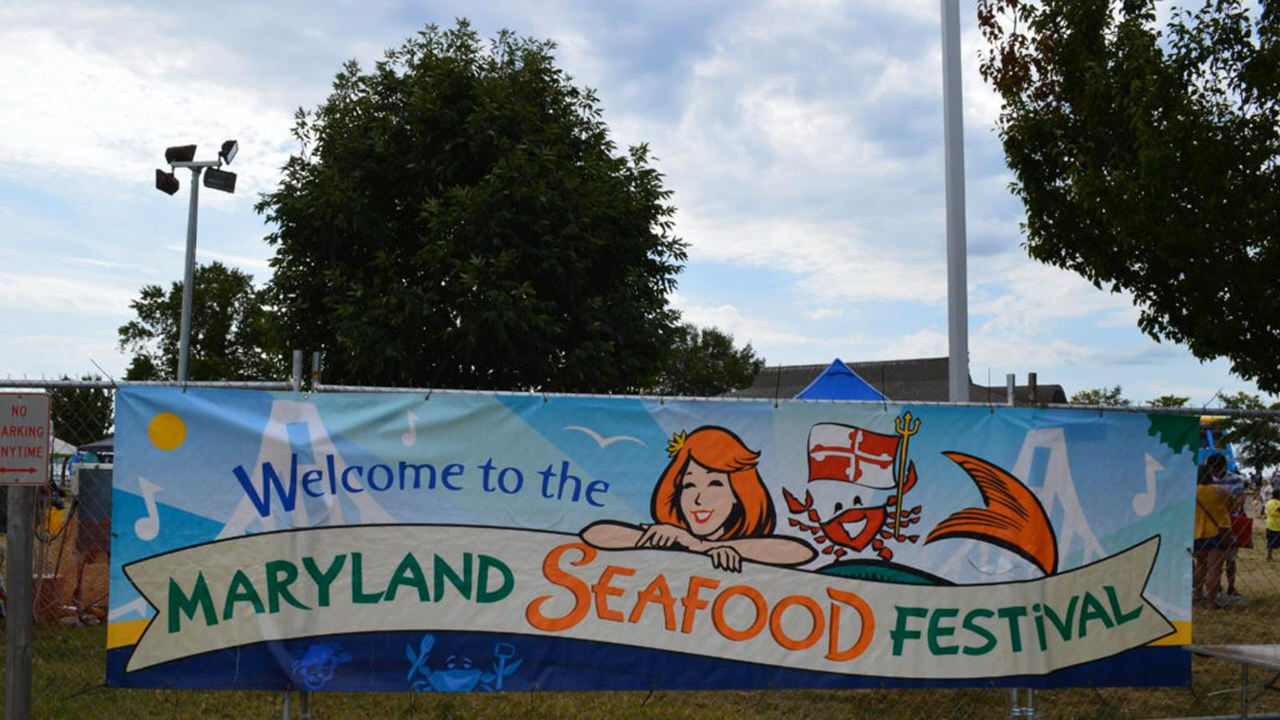 NO
PARKING
ANYTIME
Welcome to the
MARYLAND SEAFOOD FESTiVAL